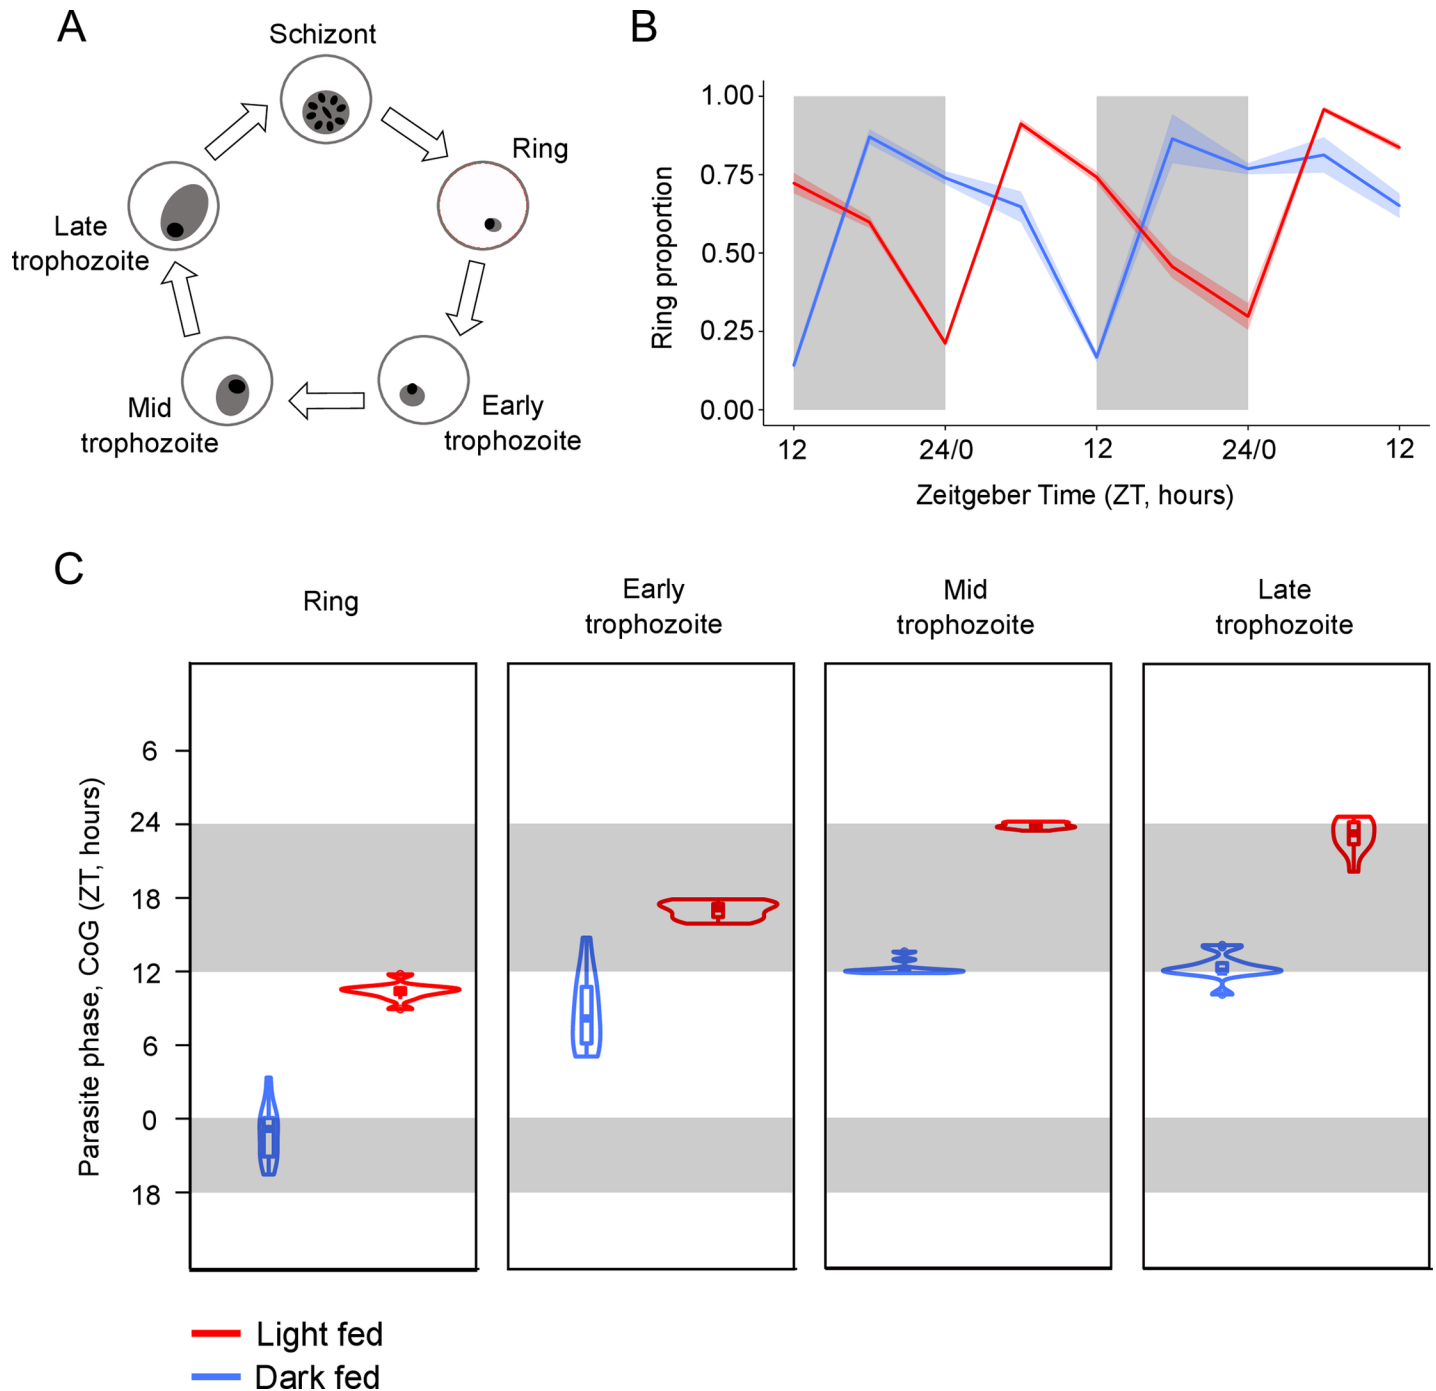 A
Schizont
Ring
Late
trophozoite
Mid
trophozoite
Early
trophozoite
B
Ring proportion
1.00
0.75
0.50
0.25
0.00
12
24/0
12
24/0
12
Zeitgeber Time (ZT, hours)
C
Ring
Early
trophozoite
Mid
trophozoite
Late
trophozoite
Parasite phase, CoG (ZT, hours)
6
24
18
12
6
0
18
Light fed
Dark fed